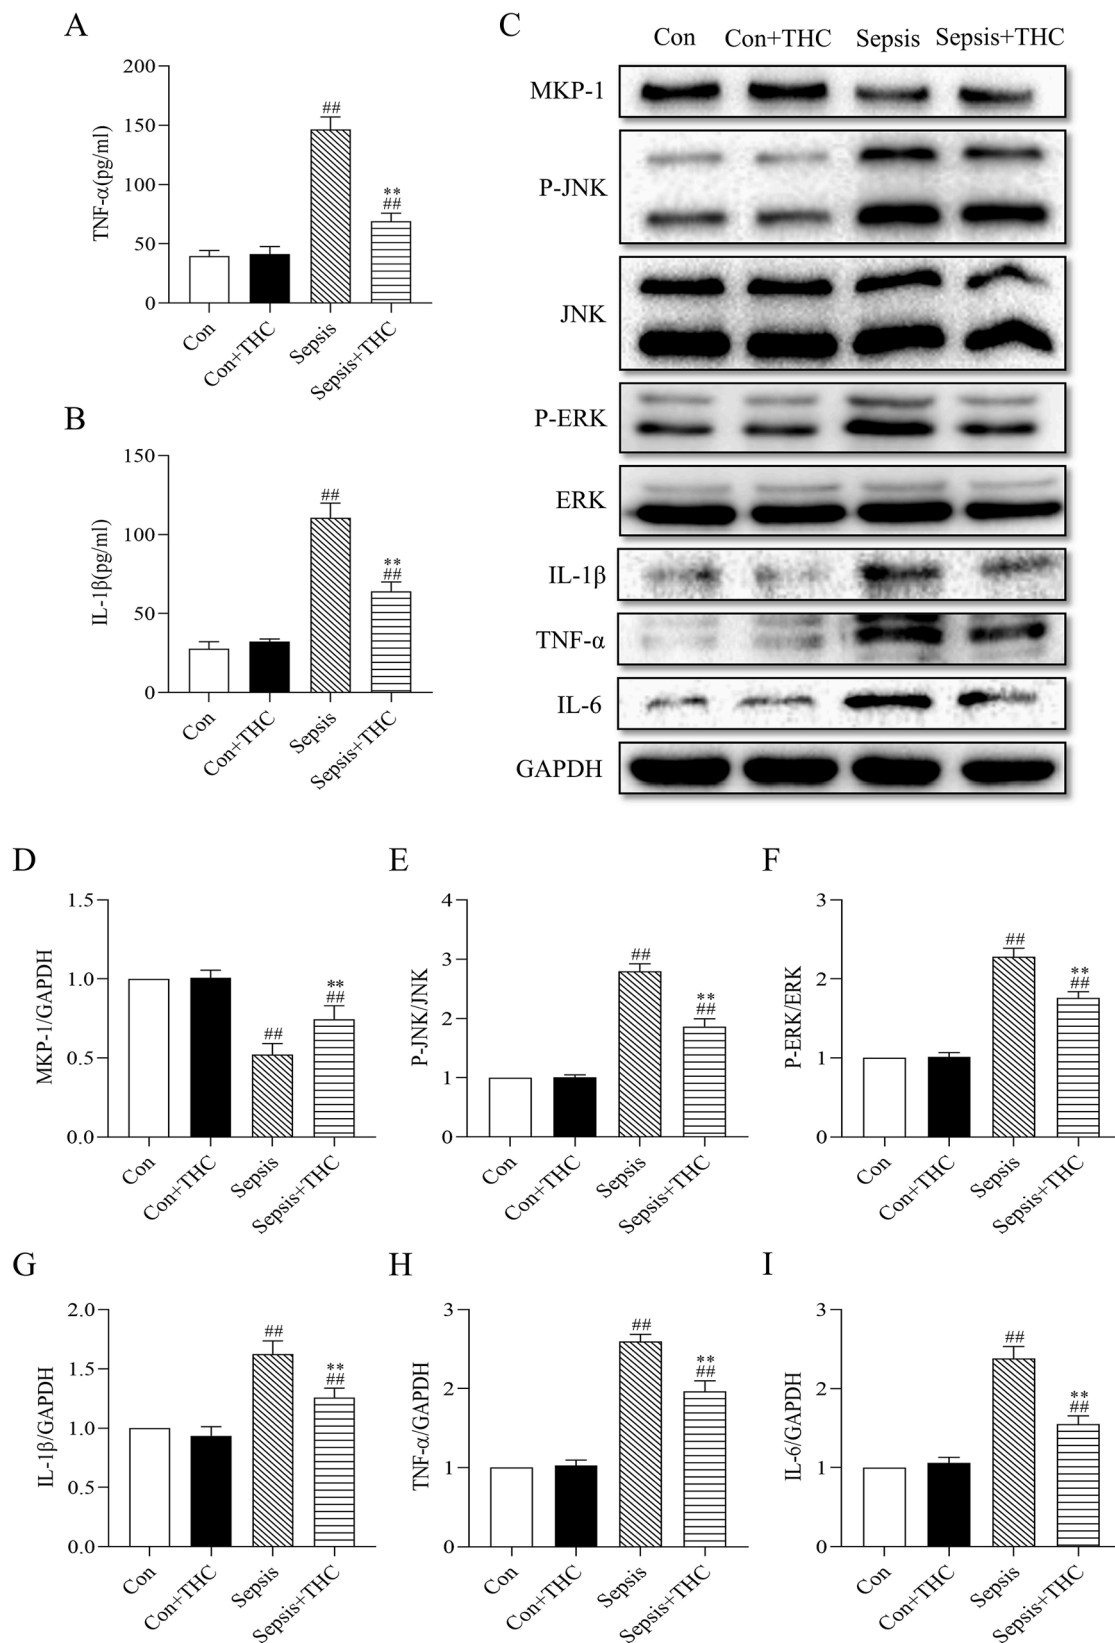 A
TNF-α(pg/ml)
200
150
100
50
0
##
**
##
Con
Con+THC
Sepsis
Sepsis+THC
B
IL-1β(pg/ml)
150
100
50
0
##
**
##
Con
Con+THC
Sepsis
Sepsis+THC
C
Con Con+THC Sepsis Sepsis+THC
MKP-1
P-JNK
JNK
P-ERK
ERK
IL-1β
TNF-α
IL-6
GAPDH
D
MKP-1/GAPDH
1.5
1.0
0.5
0.0
##
**
##
Con
Con+THC
Sepsis
Sepsis+THC
E
P-JNK/JNK
4
3
2
1
0
##
**
##
Con
Con+THC
Sepsis
Sepsis+THC
F
P-ERK/ERK
3
2
1
0
##
**
##
Con
Con+THC
Sepsis
Sepsis+THC
G
IL-1β/GAPDH
2.0
1.5
1.0
0.5
0.0
##
**
##
Con
Con+THC
Sepsis
Sepsis+THC
H
TNF-α/GAPDH
3
2
1
0
##
**
##
Con
Con+THC
Sepsis
Sepsis+THC
I
IL-6/GAPDH
3
2
1
0
##
**
##
Con
Con+THC
Sepsis
Sepsis+THC